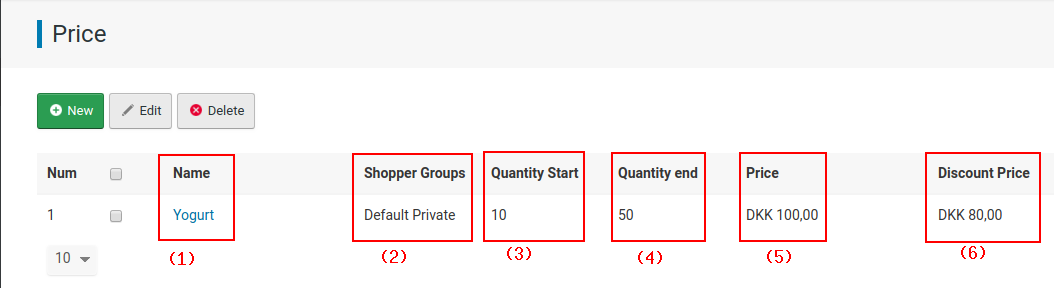 Price
New Edit Delete
Num Name Shopper Groups Quantity Start Quantity end Price Discount Price
1 Yogurt Default Private 10 50 DKK 100,00 DKK 80,00
(1) (2) (3) (4) (5) (6)
10